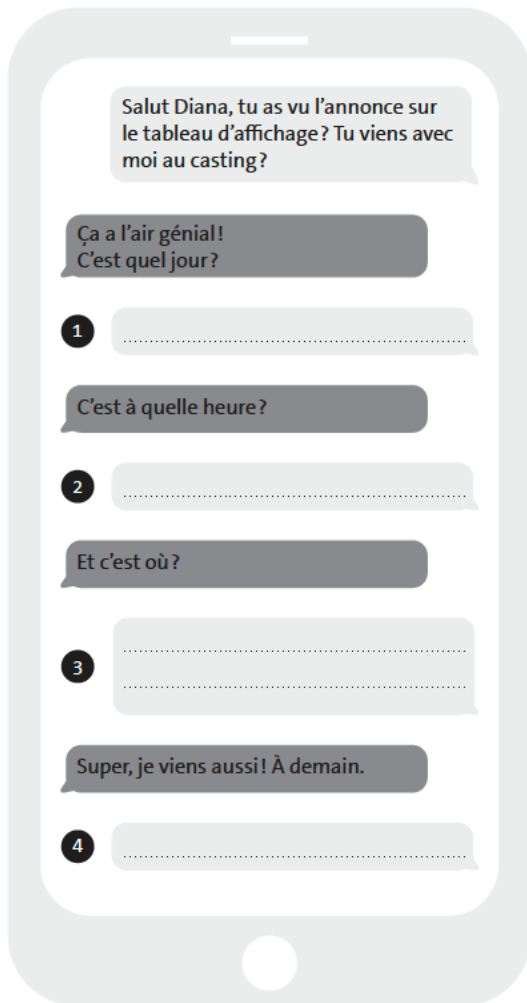 Salut Diana, tu as vu l’annonce sur
le tableau d’affichage? Tu viens avec
moi au casting?
Ça a l’air génial!
C’est quel jour?
1
C’est à quelle heure?
2
Et c’est où?
3
Super, je viens aussi! À demain.
4